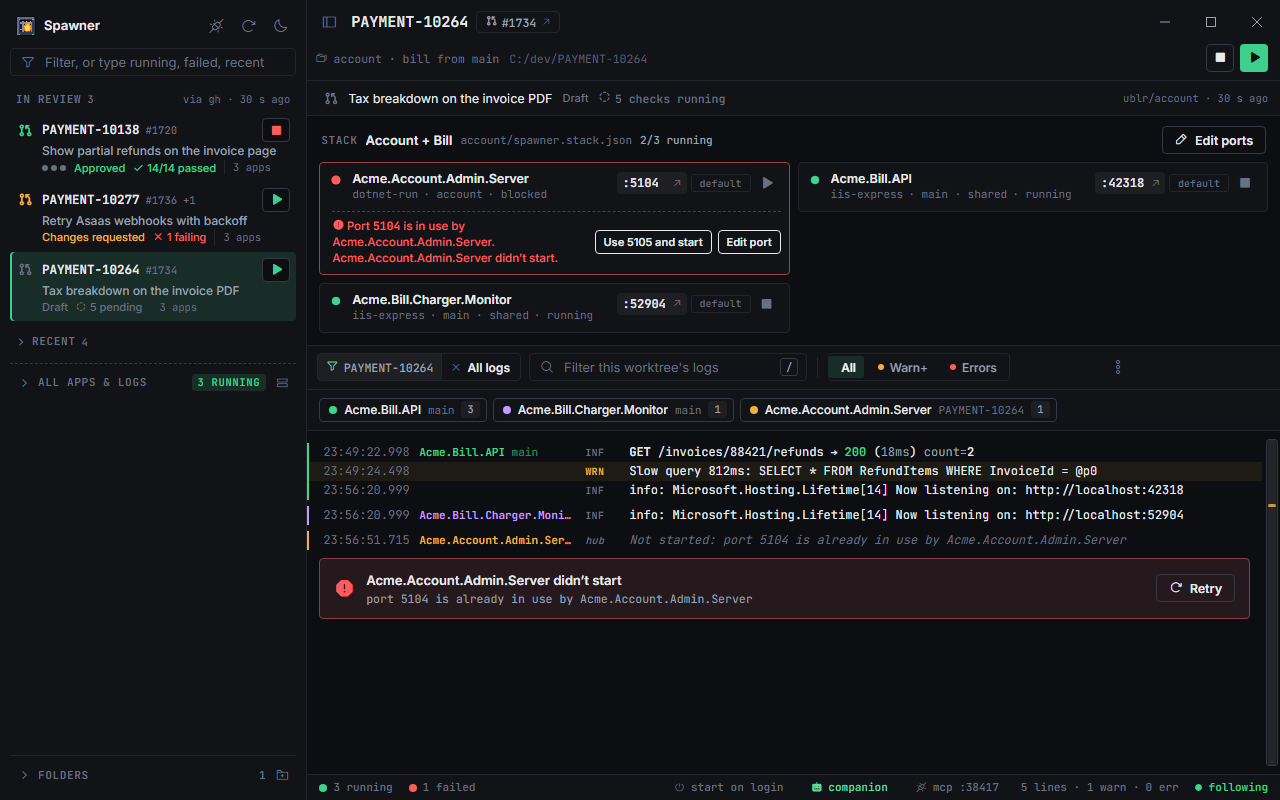 Spawner
Filter, or type running, failed, recent
IN REVIEW 3 via gh · 30 s ago
PAYMENT-10138 #1720
Show partial refunds on the invoice page
Approved ✓ 14/14 passed 3 apps
PAYMENT-10277 #1736 +1
Retry Asaas webhooks with backoff
Changes requested ✕ 1 failing 3 apps
PAYMENT-10264 #1734
Tax breakdown on the invoice PDF
Draft 5 pending 3 apps
RECENT 4
ALL APPS & LOGS 3 RUNNING
FOLDERS 1
PAYMENT-10264 #1734 ↗
account · bill from main C:/dev/PAYMENT-10264
Tax breakdown on the invoice PDF Draft 5 checks running ublr/account · 30 s ago
STACK Account + Bill account/spawner.stack.json 2/3 running Edit ports
Acme.Account.Admin.Server :5104 ↗ default
dotnet-run · account · blocked
Port 5104 is in use by
Acme.Account.Admin.Server.
Acme.Account.Admin.Server didn't start.
Use 5105 and start Edit port
Acme.Bill.API :42318 ↗ default
iis-express · main · shared · running
Acme.Bill.Charger.Monitor :52904 ↗ default
iis-express · main · shared · running
PAYMENT-10264 × All logs Filter this worktree's logs / All Warn+ Errors
Acme.Bill.API main 3 Acme.Bill.Charger.Monitor main 1 Acme.Account.Admin.Server PAYMENT-10264 1
23:49:22.998 Acme.Bill.API main INF GET /invoices/88421/refunds → 200 (18ms) count=2
23:49:24.498 WRN Slow query 812ms: SELECT * FROM RefundItems WHERE InvoiceId = @p0
23:56:20.999 INF info: Microsoft.Hosting.Lifetime[14] Now listening on: http://localhost:42318
23:56:20.999 Acme.Bill.Charger.Moni… INF info: Microsoft.Hosting.Lifetime[14] Now listening on: http://localhost:52904
23:56:51.715 Acme.Account.Admin.Ser… hub Not started: port 5104 is already in use by Acme.Account.Admin.Server
Acme.Account.Admin.Server didn’t start
port 5104 is already in use by Acme.Account.Admin.Server
Retry
3 running 1 failed start on login companion mcp :38417 5 lines · 1 warn · 0 err following